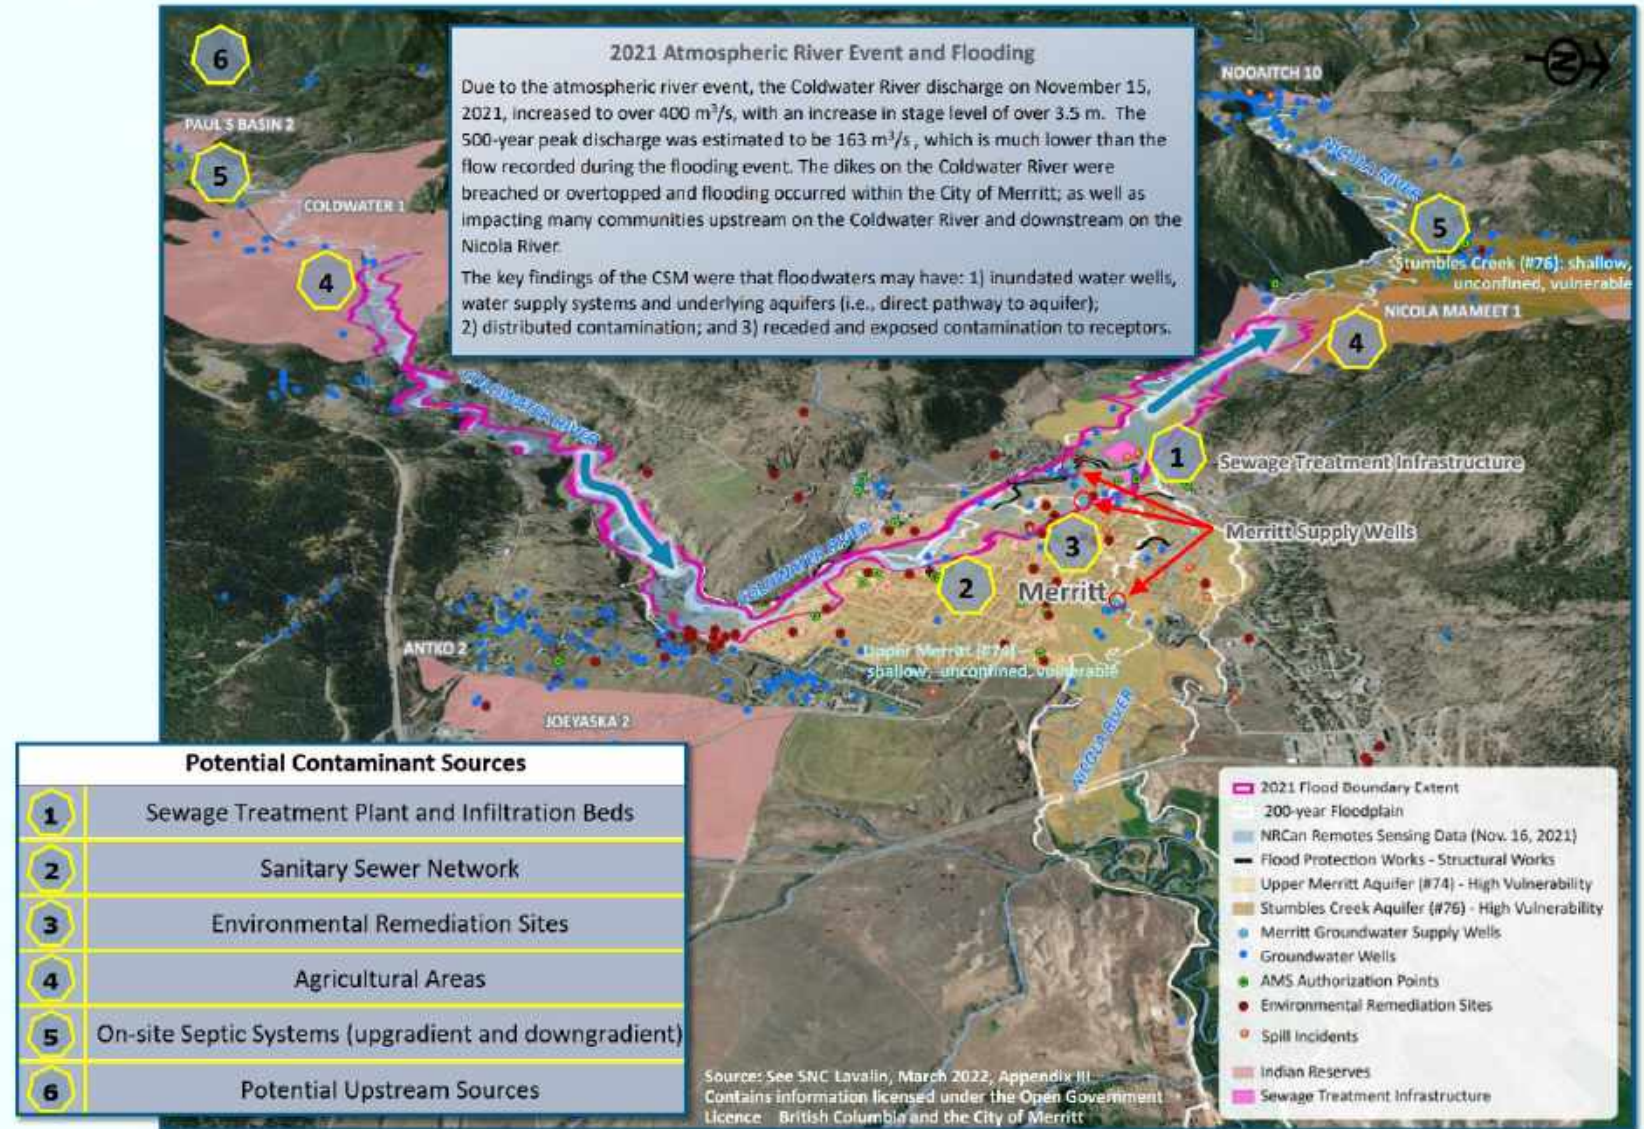 2021 Atmospheric River Event and Flooding
Due to the atmospheric river event, the Coldwater River discharge on November 15,
2021, increased to over 400 m³/s, with an increase in stage level of over 3.5 m. The
500-year peak discharge was estimated to be 163 m³/s, which is much lower than the
flow recorded during the flooding event. The dikes on the Coldwater River were
breached or overtopped and flooding occurred within the City of Merritt; as well as
impacting many communities upstream on the Coldwater River and downstream on the
Nicola River.
The key findings of the CSM were that floodwaters may have: 1) inundated water wells,
water supply systems and underlying aquifers (i.e., direct pathway to aquifer);
2) distributed contamination; and 3) receded and exposed contamination to receptors.
6
PAUL'S BASIN 2
5
COLDWATER 1
4
N
NOOAITCH 10
NICOLA RIVER
5
Stumbles Creek (#76): shallow,
unconfined, vulnerable
NICOLA MAMEET 1
4
COLDWATER RIVER
1
Sewage Treatment Infrastructure
COLDWATER RIVER
Merritt Supply Wells
3
2
Merritt
ANTKO 2
Upper Merritt (#74) -
shallow, unconfined, vulnerable
JOEYASKA 2
NICOLA RIVER
Potential Contaminant Sources
1 Sewage Treatment Plant and Infiltration Beds
2 Sanitary Sewer Network
3 Environmental Remediation Sites
4 Agricultural Areas
5 On-site Septic Systems (upgradient and downgradient)
6 Potential Upstream Sources
2021 Flood Boundary Extent
200-year Floodplain
NRCan Remotes Sensing Data (Nov. 16, 2021)
Flood Protection Works - Structural Works
Upper Merritt Aquifer (#74) - High Vulnerability
Stumbles Creek Aquifer (#76) - High Vulnerability
Merritt Groundwater Supply Wells
Groundwater Wells
AMS Authorization Points
Environmental Remediation Sites
Spill Incidents
Indian Reserves
Sewage Treatment Infrastructure
Source: See SNC Lavalin, March 2022, Appendix III
Contains information licensed under the Open Government
Licence British Columbia and the City of Merritt